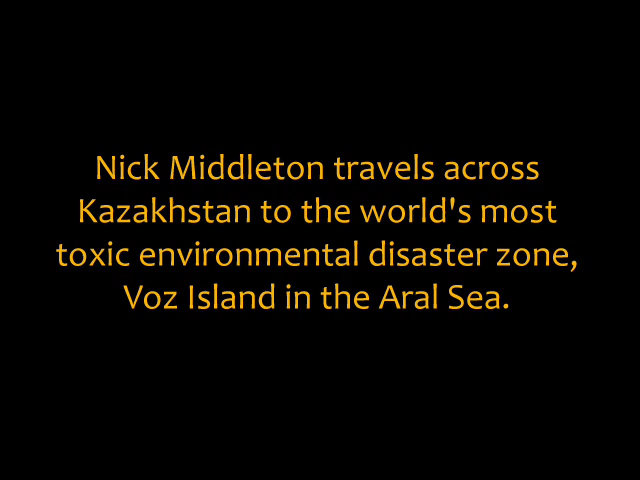 Nick Middleton travels across
Kazakhstan to the world's most
toxic environmental disaster zone,
Voz Island in the Aral Sea.